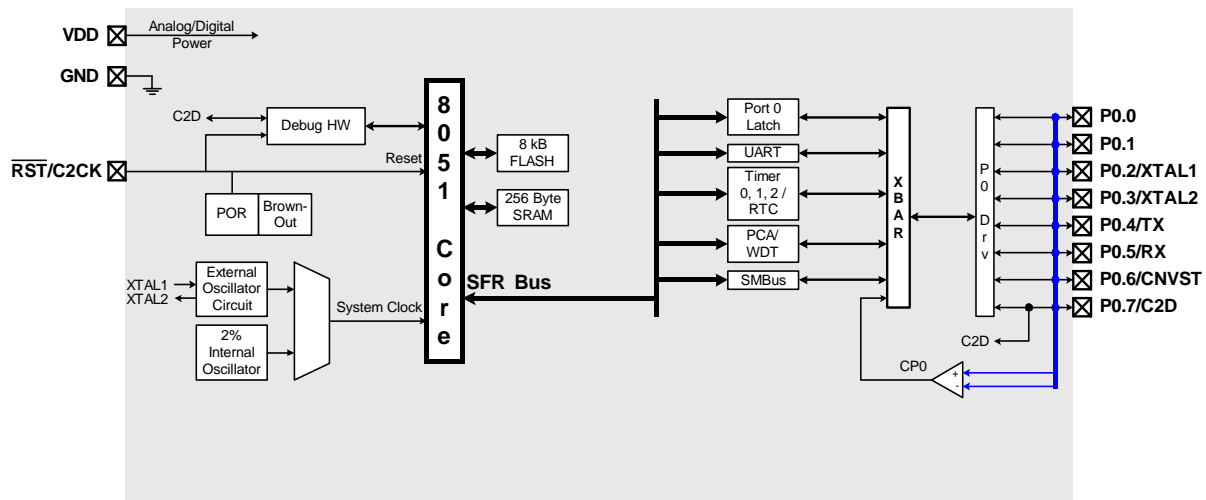 VDD
Analog/Digital
Power
GND
C2D
Debug HW
RST/C2CK
Reset
POR
Brown-
Out
XTAL1
XTAL2
External
Oscillator
Circuit
2%
Internal
Oscillator
System Clock
8
0
5
1
C
o
r
e
8 kB
FLASH
256 Byte
SRAM
SFR Bus
Port 0
Latch
UART
Timer
0, 1, 2 /
RTC
PCA/
WDT
SMBus
X
B
A
R
P
0
D
r
v
C2D
CP0
+
-
P0.0
P0.1
P0.2/XTAL1
P0.3/XTAL2
P0.4/TX
P0.5/RX
P0.6/CNVST
P0.7/C2D